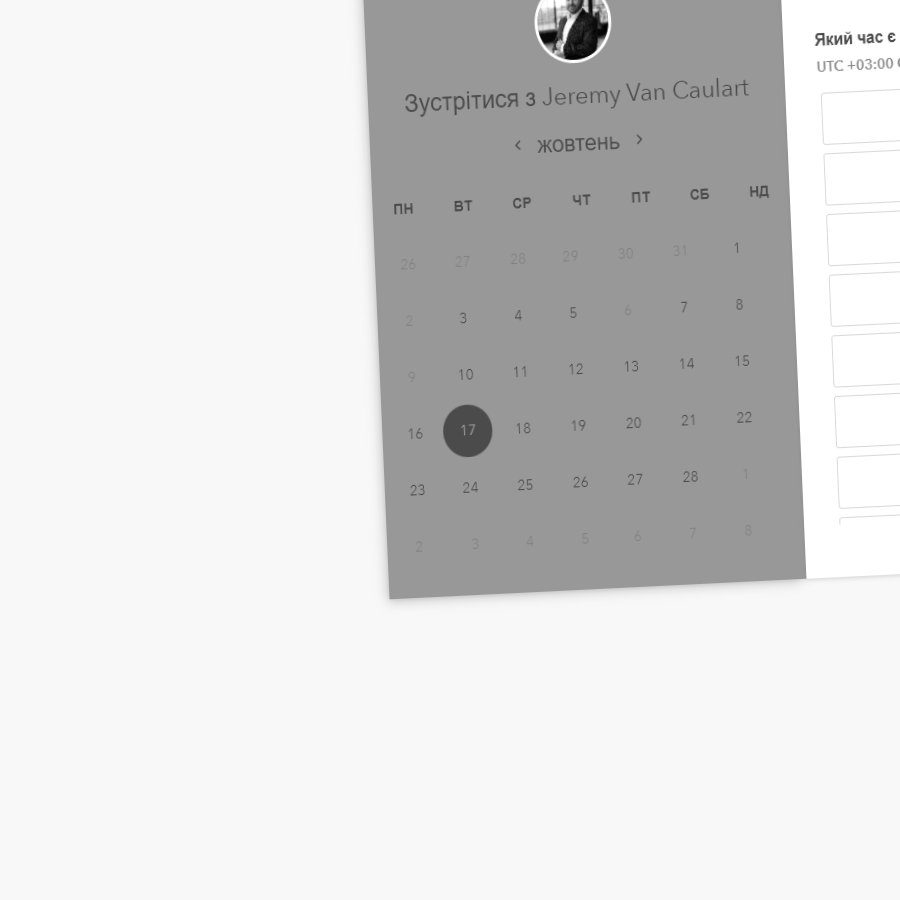 Зустрітися з Jeremy Van Caulart
‹ жовтень ›
ПН ВТ СР ЧТ ПТ СБ НД
26 27 28 29 30 31 1
2 3 4 5 6 7 8
9 10 11 12 13 14 15
16 17 18 19 20 21 22
23 24 25 26 27 28 1
2 3 4 5 6 7 8
Який час є
UTC +03:00